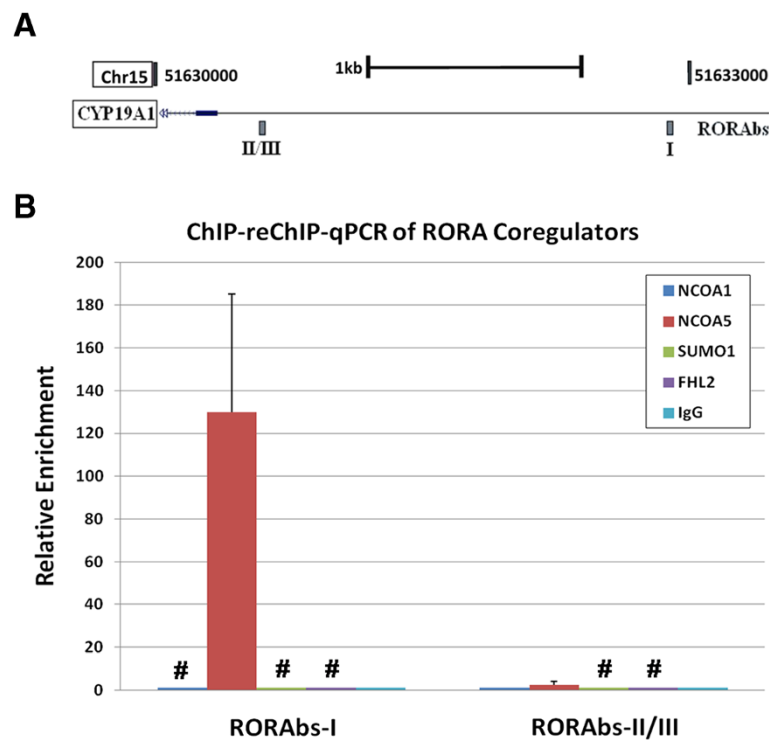 A
Chr15 51630000 1kb 51633000
CYP19A1
II/III I RORAbs
B
ChIP-reChIP-qPCR of RORA Coregulators
Relative Enrichment
200
180
160
140
120
100
80
60
40
20
0
NCOA1
NCOA5
SUMO1
FHL2
IgG
# # # # #
RORAbs-I RORAbs-II/III